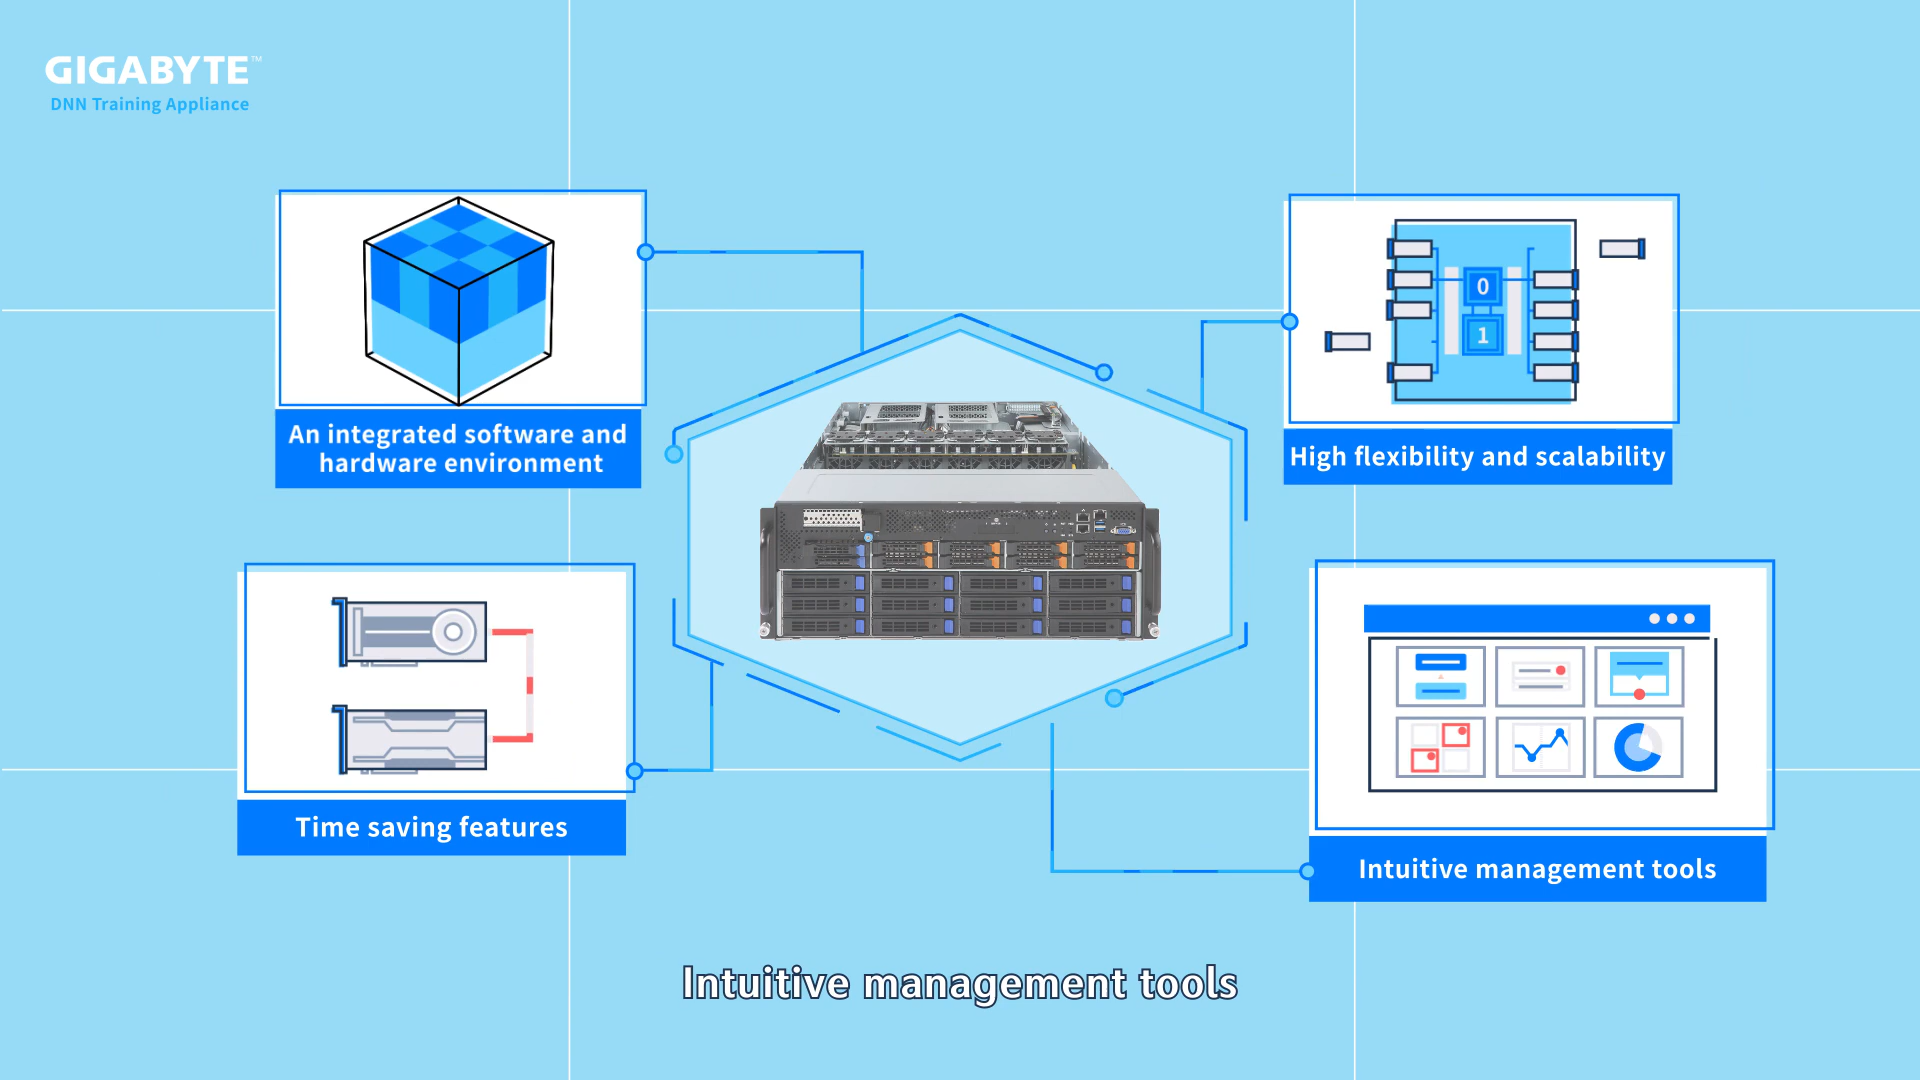 GIGABYTE™
DNN Training Appliance
An integrated software and
hardware environment
0
1
High flexibility and scalability
Time saving features
Intuitive management tools
Intuitive management tools